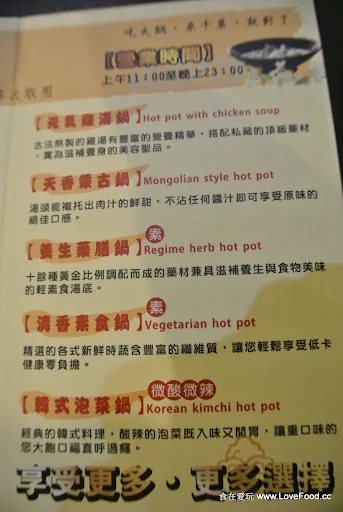 吃火鍋，來千葉，就對了
【營業時間】
上午11:00至晚上23:00
次取用
【元氣雞湯鍋】Hot pot with chicken soup
古法熬製的雞湯有豐富的營養精華，搭配私藏的頂級藥材
，實為滋補養身的美容聖品。
【天香蒙古鍋】Mongolian style hot pot
湯頭能襯托出肉汁的鮮甜，不沾任何醬汁即可享受原味的
絕佳口感。
【養生藥膳鍋】素 Regime herb hot pot
十餘種黃金比例調配而成的藥材兼具滋補養生與食物美味
的輕素食湯底。
【清香素食鍋】素 Vegetarian hot pot
精選的各式新鮮時蔬含豐富的纖維質，讓您輕鬆享受低卡
健康零負擔。
【韓式泡菜鍋】微酸微辣 Korean kimchi hot pot
經典的韓式料理，酸辣的泡菜既入味又開胃，讓重口味的
您大飽口福直呼過癮。
享受更多．更多選擇
食在愛玩 www.LoveFood.cc